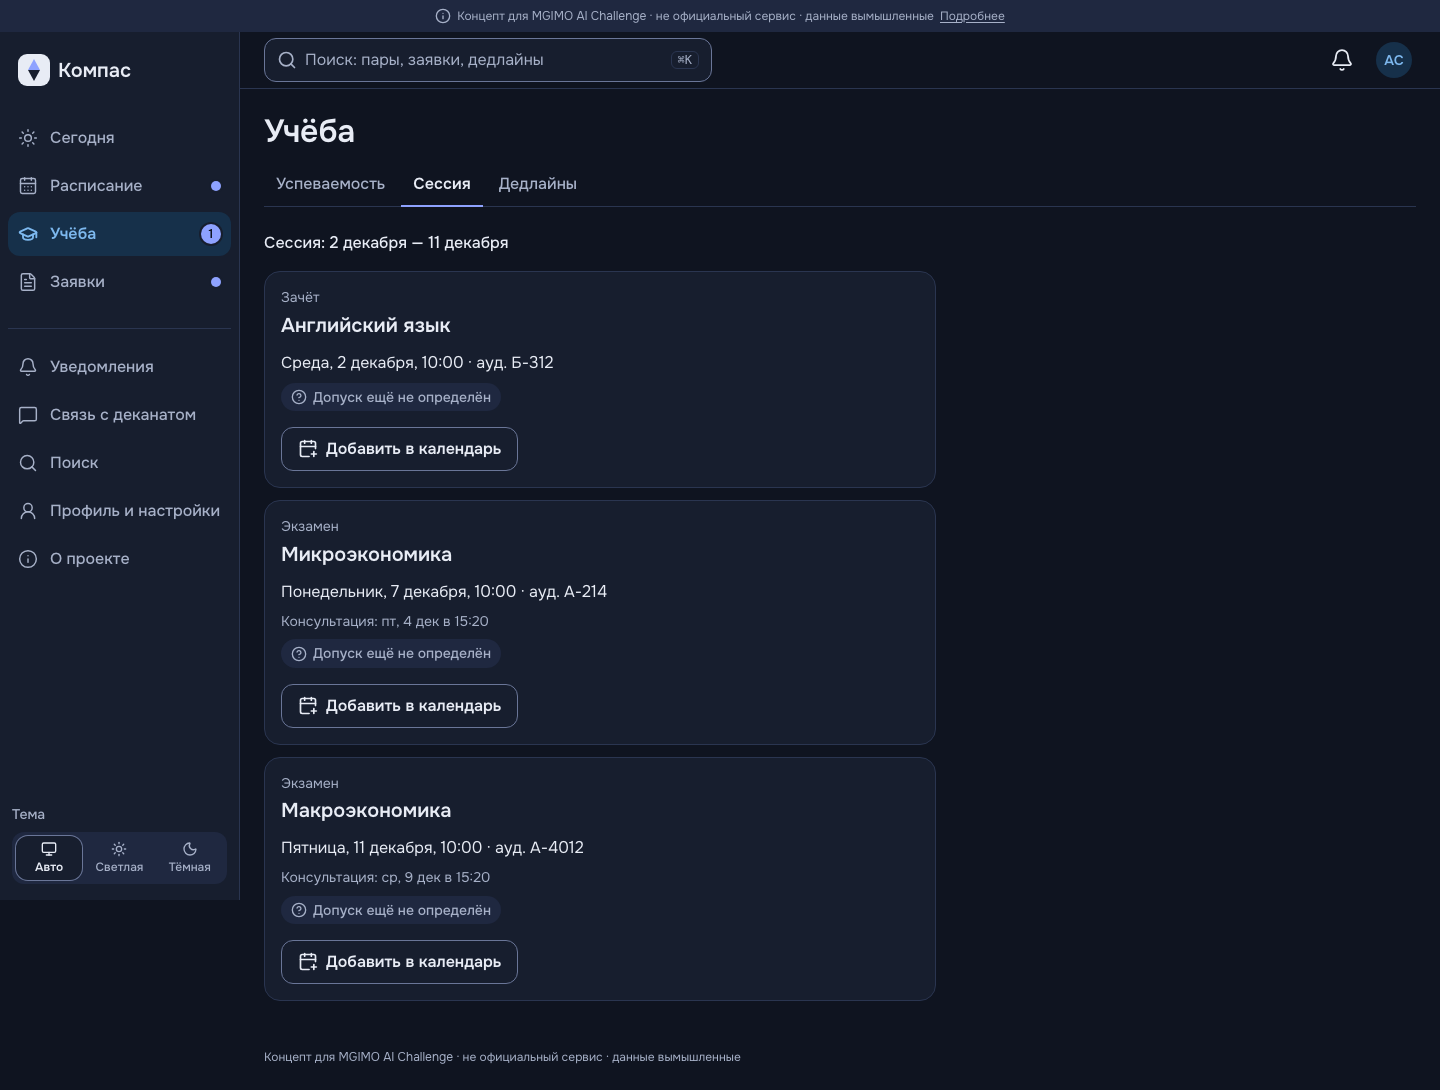 Концепт для MGIMO AI Challenge · не официальный сервис · данные вымышленные Подробнее
Компас
Поиск: пары, заявки, дедлайны
⌘K
АС
Сегодня
Расписание
Учёба
1
Заявки
Уведомления
Связь с деканатом
Поиск
Профиль и настройки
О проекте
Тема
Авто
Светлая
Тёмная
Учёба
Успеваемость
Сессия
Дедлайны
Сессия: 2 декабря — 11 декабря
Зачёт
Английский язык
Среда, 2 декабря, 10:00 · ауд. Б-312
Допуск ещё не определён
Добавить в календарь
Экзамен
Микроэкономика
Понедельник, 7 декабря, 10:00 · ауд. А-214
Консультация: пт, 4 дек в 15:20
Допуск ещё не определён
Добавить в календарь
Экзамен
Макроэкономика
Пятница, 11 декабря, 10:00 · ауд. А-4012
Консультация: ср, 9 дек в 15:20
Допуск ещё не определён
Добавить в календарь
Концепт для MGIMO AI Challenge · не официальный сервис · данные вымышленные